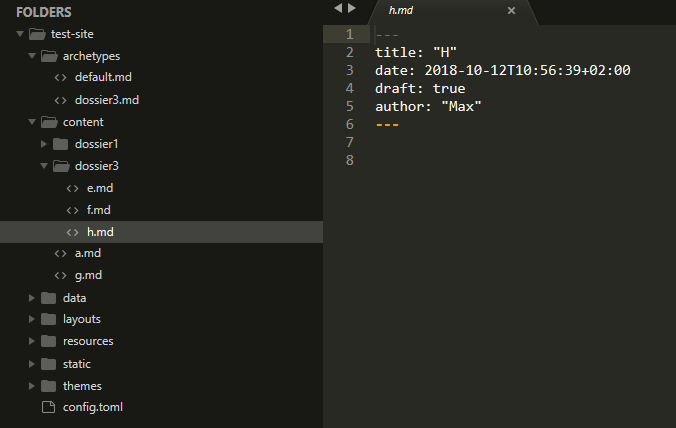 FOLDERS
test-site
archetypes
default.md
dossier3.md
content
dossier1
dossier3
e.md
f.md
h.md
a.md
g.md
data
layouts
resources
static
themes
config.toml
h.md ×
1 ---
2 title: "H"
3 date: 2018-10-12T10:56:39+02:00
4 draft: true
5 author: "Max"
6 ---
7
8